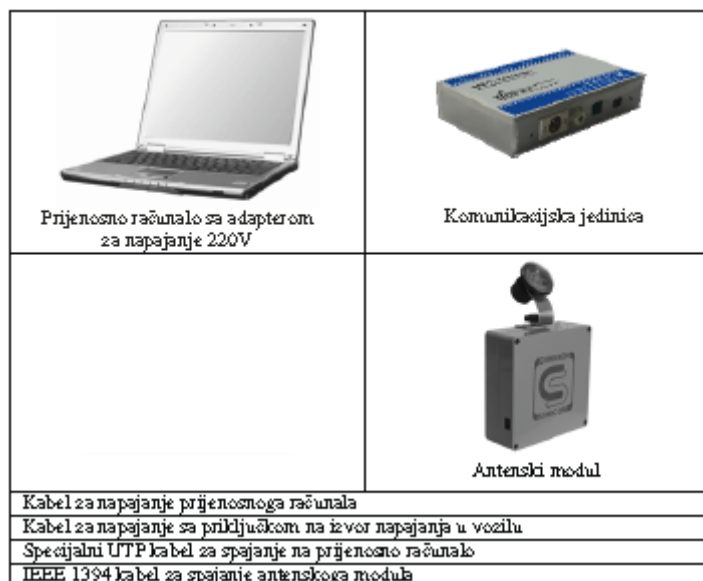 Prijenosno računalo sa adapterom
za napajanje 220V
Komunikacijska jedinica
Antenski modul
Kabel za napajanje prijenosnoga računala
Kabel za napajanje sa priključkom na izvor napajanja u vozilu
Specijalni UTP kabel za spajanje na prijenosno računalo
IEEE 1394 kabel za spajanje antenskoga modula